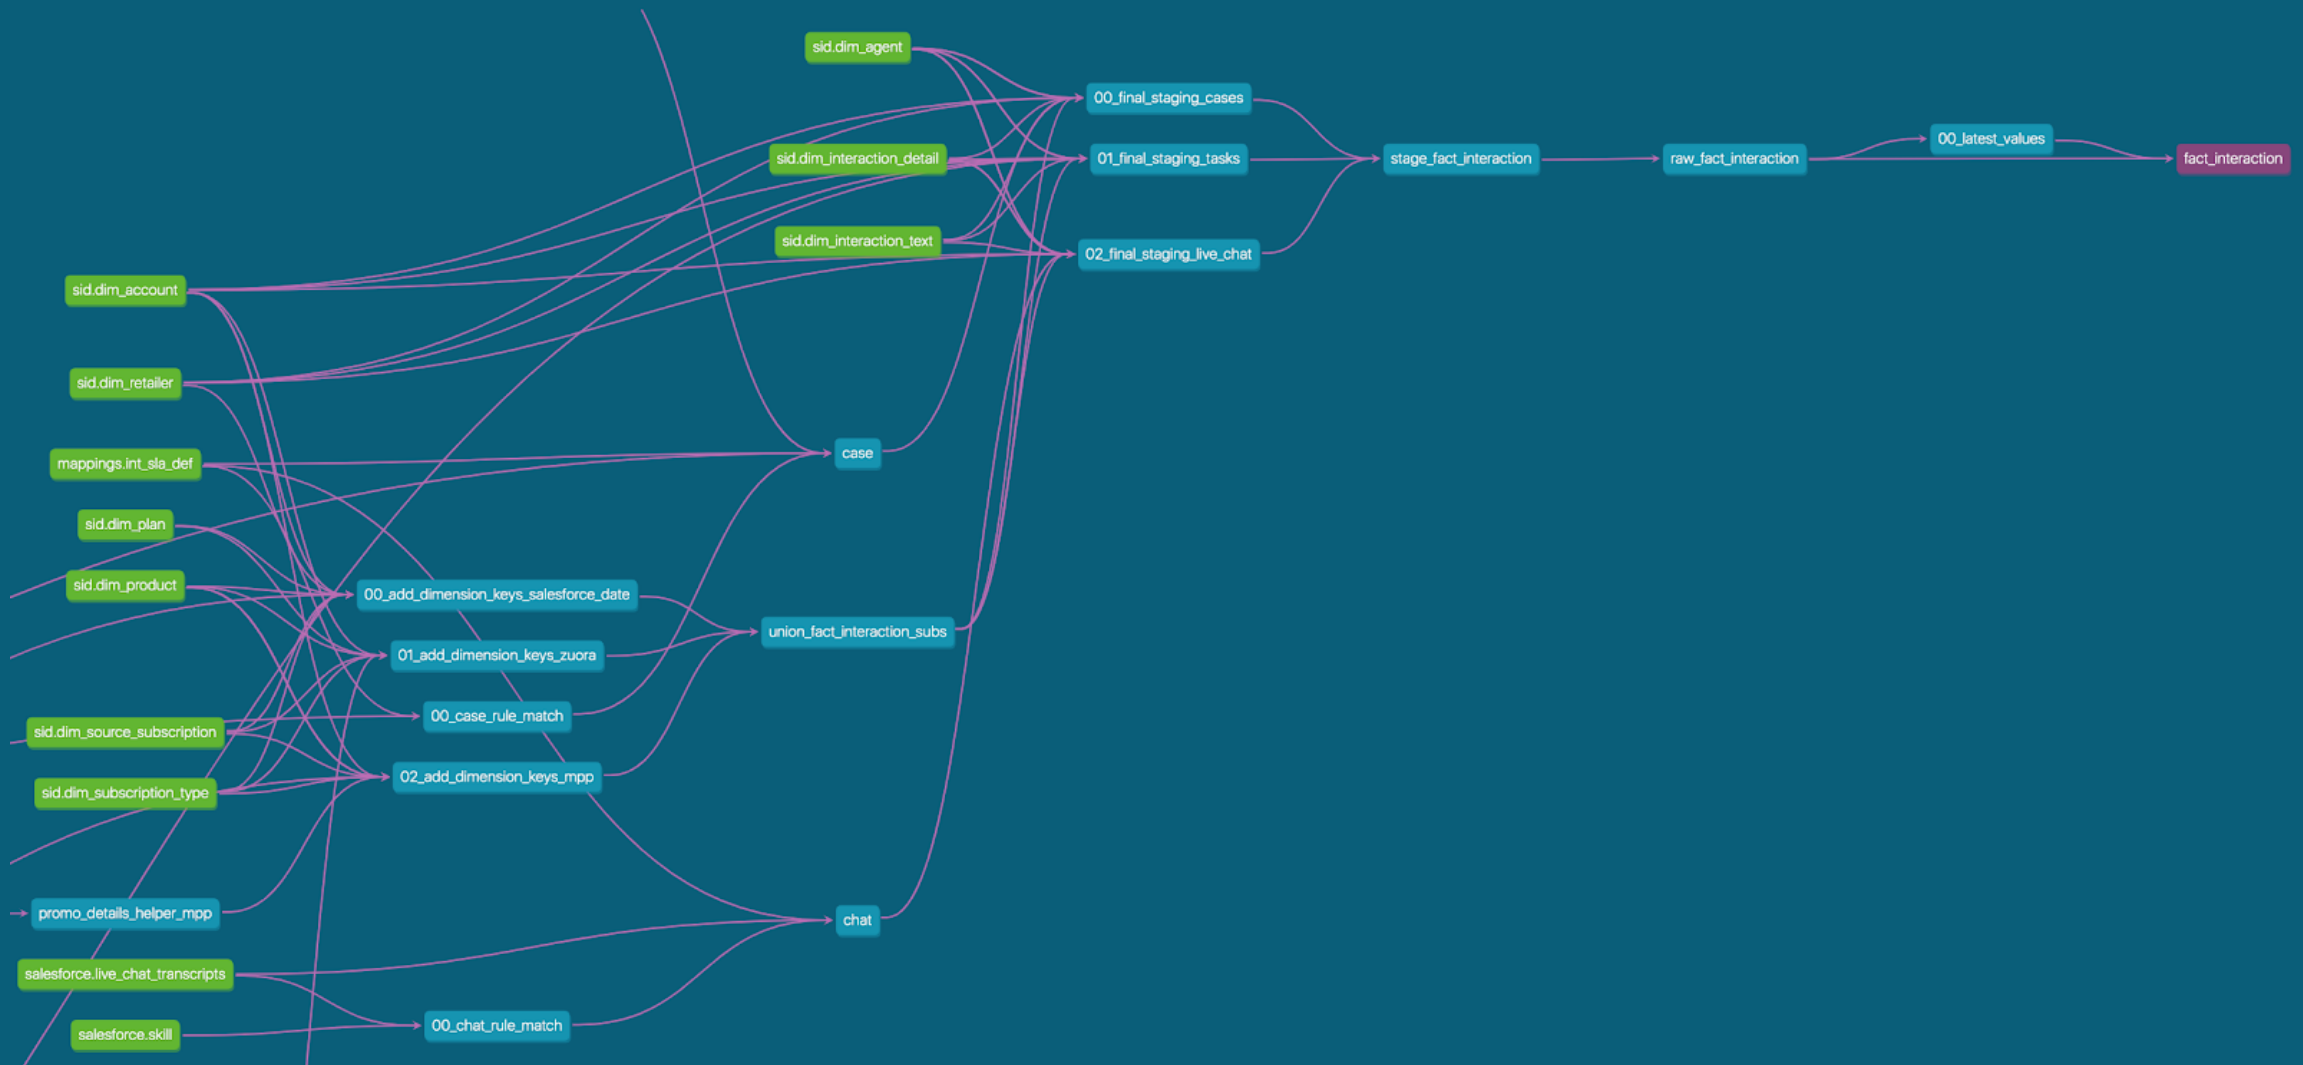 sid.dim_agent
00_final_staging_cases
00_latest_values
sid.dim_interaction_detail
01_final_staging_tasks
stage_fact_interaction
raw_fact_interaction
fact_interaction
sid.dim_interaction_text
02_final_staging_live_chat
sid.dim_account
sid.dim_retailer
case
mappings.int_sla_def
sid.dim_plan
sid.dim_product
00_add_dimension_keys_salesforce_date
union_fact_interaction_subs
01_add_dimension_keys_zuora
00_case_rule_match
sid.dim_source_subscription
02_add_dimension_keys_mpp
sid.dim_subscription_type
promo_details_helper_mpp
chat
salesforce.live_chat_transcripts
00_chat_rule_match
salesforce.skill